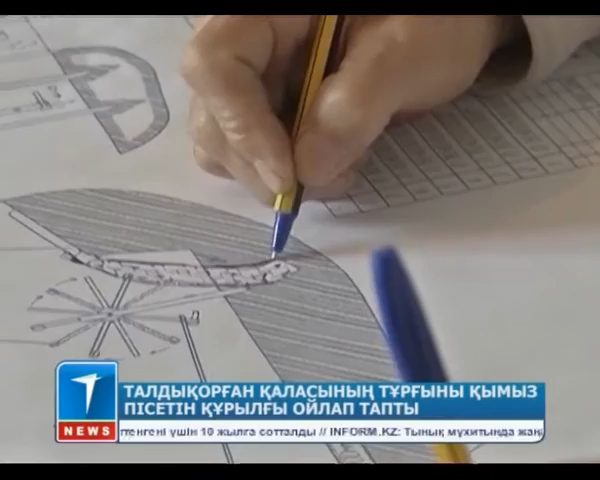 ТАЛДЫҚОРҒАН ҚАЛАСЫНЫҢ ТҰРҒЫНЫ ҚЫМЫЗ
ПІСЕТІН ҚҰРЫЛҒЫ ОЙЛАП ТАПТЫ
NEWS
үшін 10 жылға сотталды // INFORM.KZ: Тынық мұхитында